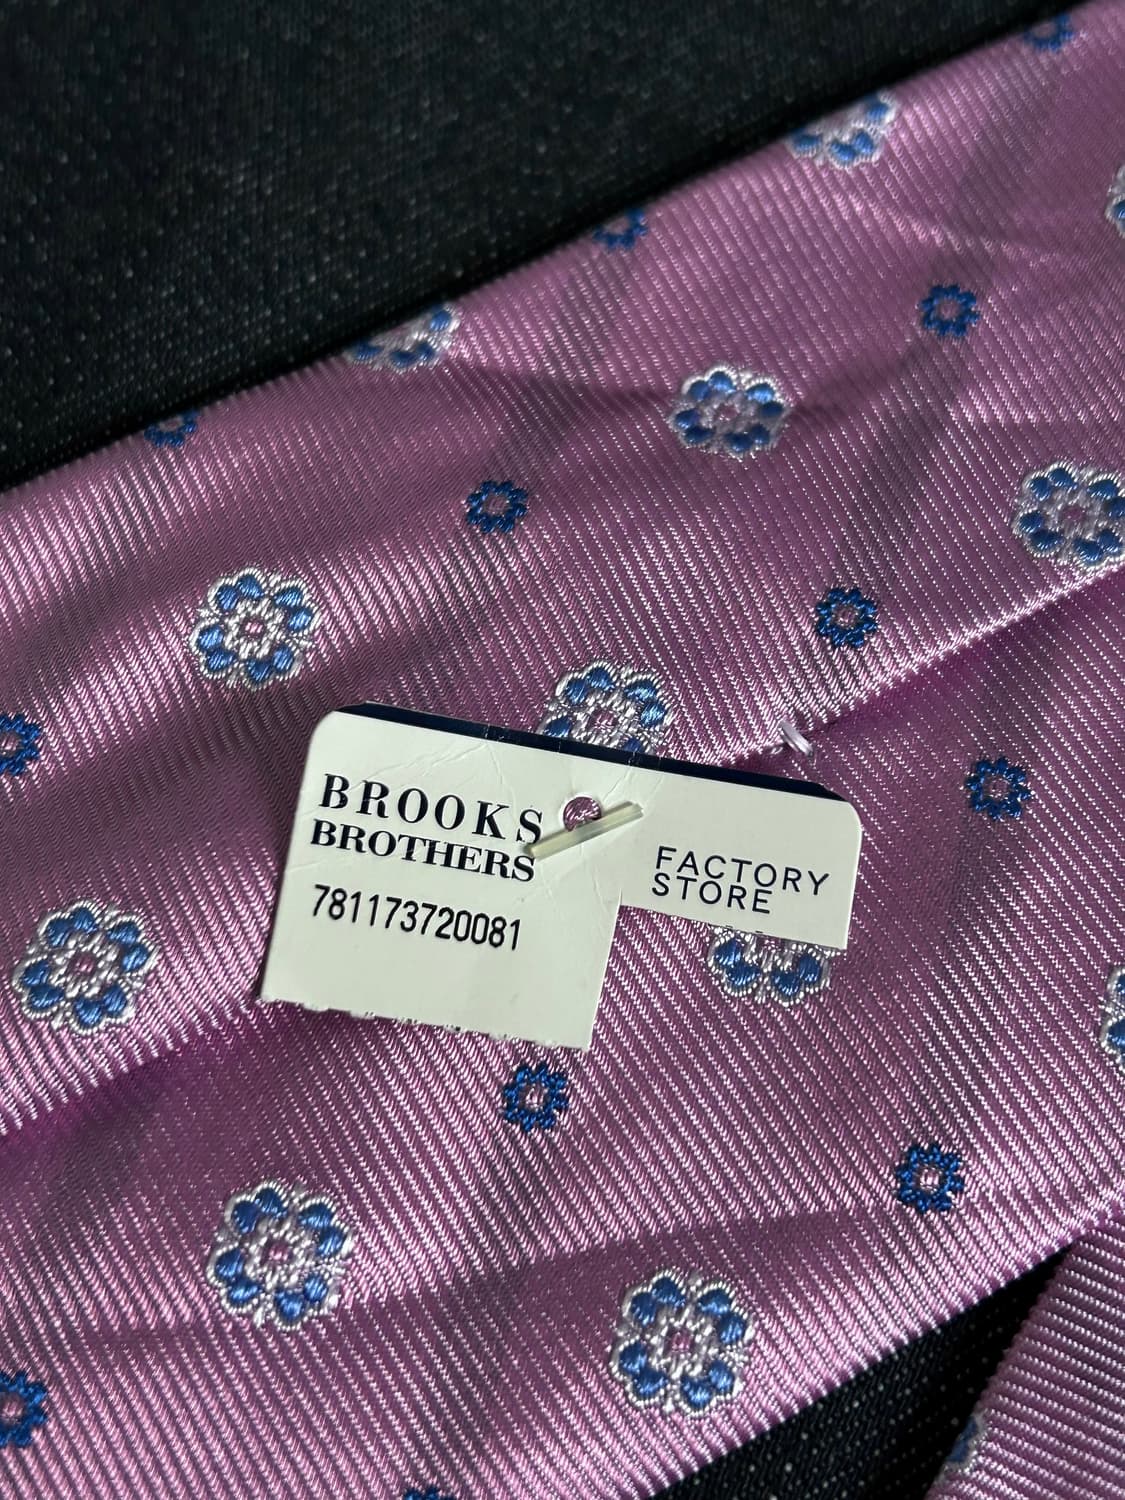 BROOKS
BROTHERS
781173720081
FACTORY
STORE